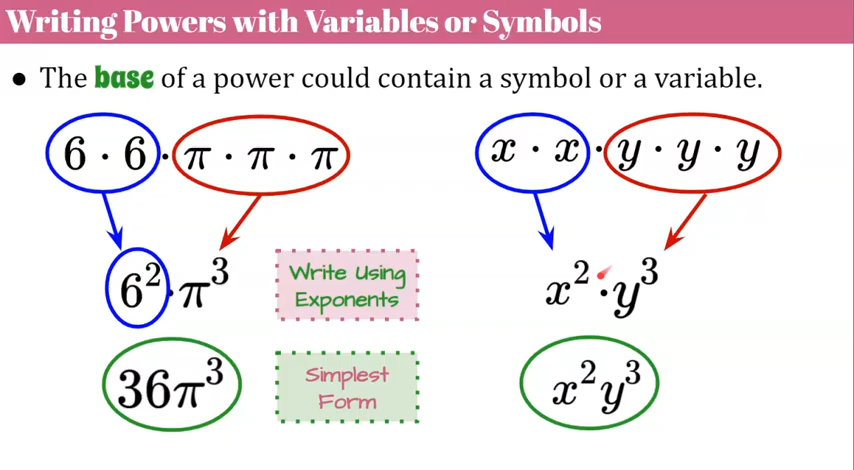 Writing Powers with Variables or Symbols
● The base of a power could contain a symbol or a variable.
6 · 6 · π · π · π
x · x · y · y · y
6² · π³
Write Using
Exponents
x² · y³
36π³
Simplest
Form
x²y³